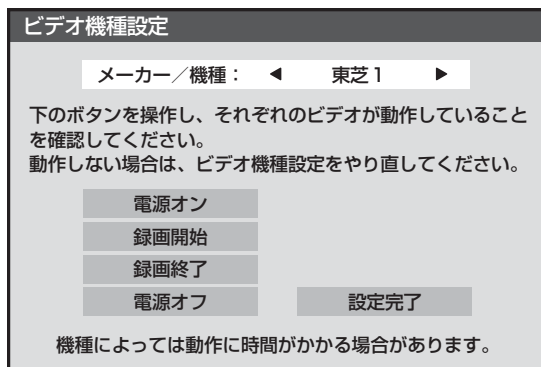 ビデオ機種設定
メーカー／機種： ◀ 東芝1 ▶
下のボタンを操作し、それぞれのビデオが動作していること
を確認してください。
動作しない場合は、ビデオ機種設定をやり直してください。
電源オン
録画開始
録画終了
電源オフ 設定完了
機種によっては動作に時間がかかる場合があります。